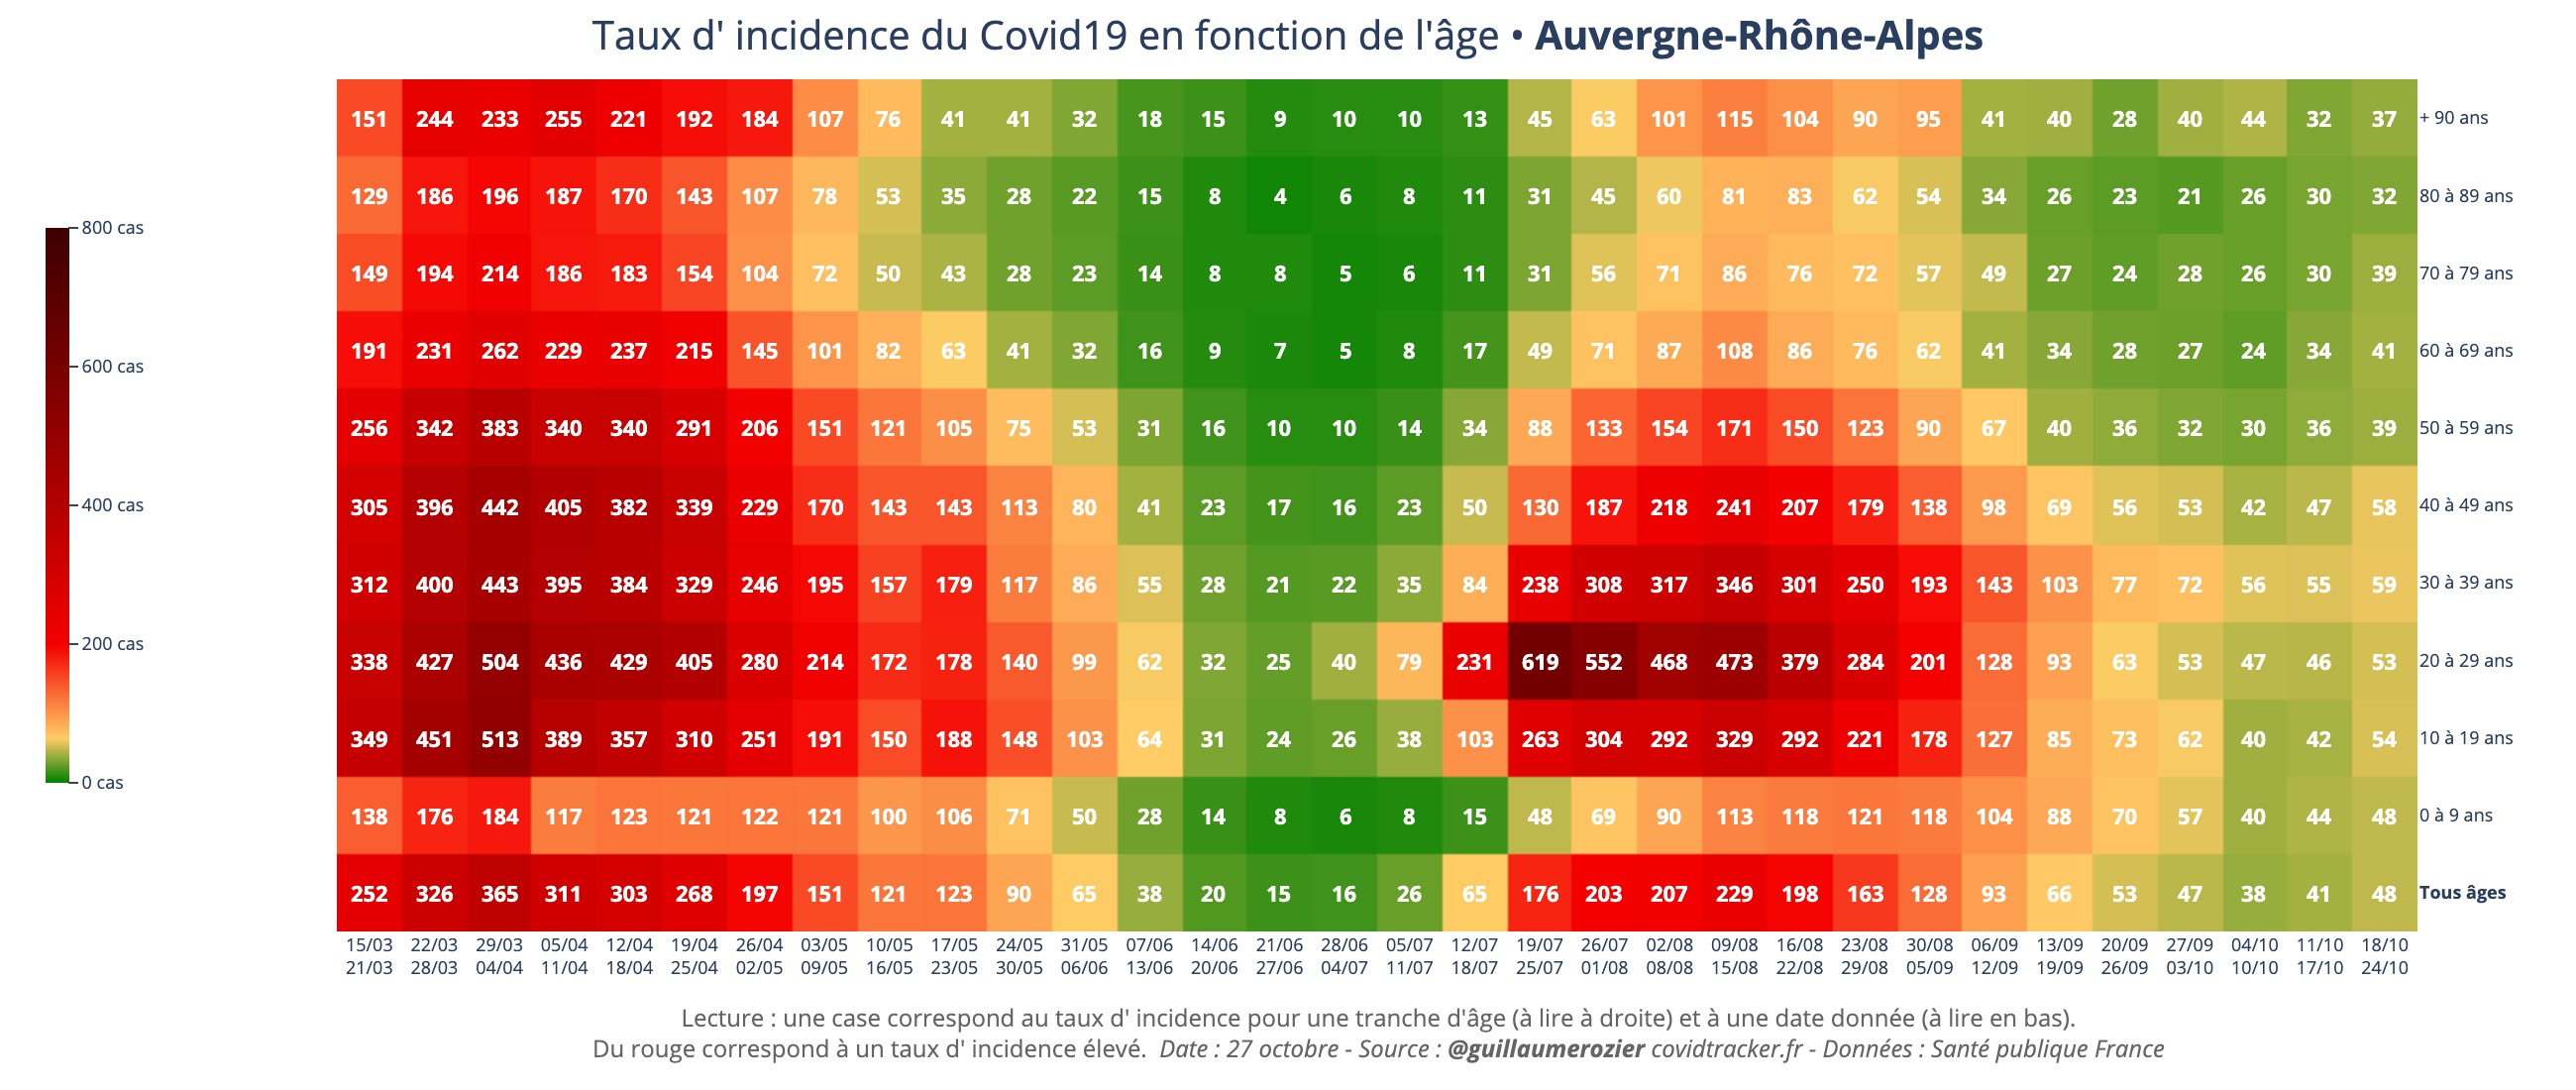 Taux d' incidence du Covid19 en fonction de l'âge • Auvergne-Rhône-Alpes
800 cas
600 cas
400 cas
200 cas
0 cas
151 244 233 255 221 192 184 107 76 41 41 32 18 15 9 10 10 13 45 63 101 115 104 90 95 41 40 28 40 44 32 37 + 90 ans
129 186 196 187 170 143 107 78 53 35 28 22 15 8 4 6 8 11 31 45 60 81 83 62 54 34 26 23 21 26 30 32 80 à 89 ans
149 194 214 186 183 154 104 72 50 43 28 23 14 8 8 5 6 11 31 56 71 86 76 72 57 49 27 24 28 26 30 39 70 à 79 ans
191 231 262 229 237 215 145 101 82 63 41 32 16 9 7 5 8 17 49 71 87 108 86 76 62 41 34 28 27 24 34 41 60 à 69 ans
256 342 383 340 340 291 206 151 121 105 75 53 31 16 10 10 14 34 88 133 154 171 150 123 90 67 40 36 32 30 36 39 50 à 59 ans
305 396 442 405 382 339 229 170 143 143 113 80 41 23 17 16 23 50 130 187 218 241 207 179 138 98 69 56 53 42 47 58 40 à 49 ans
312 400 443 395 384 329 246 195 157 179 117 86 55 28 21 22 35 84 238 308 317 346 301 250 193 143 103 77 72 56 55 59 30 à 39 ans
338 427 504 436 429 405 280 214 172 178 140 99 62 32 25 40 79 231 619 552 468 473 379 284 201 128 93 63 53 47 46 53 20 à 29 ans
349 451 513 389 357 310 251 191 150 188 148 103 64 31 24 26 38 103 263 304 292 329 292 221 178 127 85 73 62 40 42 54 10 à 19 ans
138 176 184 117 123 121 122 121 100 106 71 50 28 14 8 6 8 15 48 69 90 113 118 121 118 104 88 70 57 40 44 48 0 à 9 ans
252 326 365 311 303 268 197 151 121 123 90 65 38 20 15 16 26 65 176 203 207 229 198 163 128 93 66 53 47 38 41 48 Tous âges
15/03 22/03 29/03 05/04 12/04 19/04 26/04 03/05 10/05 17/05 24/05 31/05 07/06 14/06 21/06 28/06 05/07 12/07 19/07 26/07 02/08 09/08 16/08 23/08 30/08 06/09 13/09 20/09 27/09 04/10 11/10 18/10
21/03 28/03 04/04 11/04 18/04 25/04 02/05 09/05 16/05 23/05 30/05 06/06 13/06 20/06 27/06 04/07 11/07 18/07 25/07 01/08 08/08 15/08 22/08 29/08 05/09 12/09 19/09 26/09 03/10 10/10 17/10 24/10
Lecture : une case correspond au taux d' incidence pour une tranche d'âge (à lire à droite) et à une date donnée (à lire en bas).
Du rouge correspond à un taux d' incidence élevé. Date : 27 octobre - Source : @guillaumerozier covidtracker.fr - Données : Santé publique France